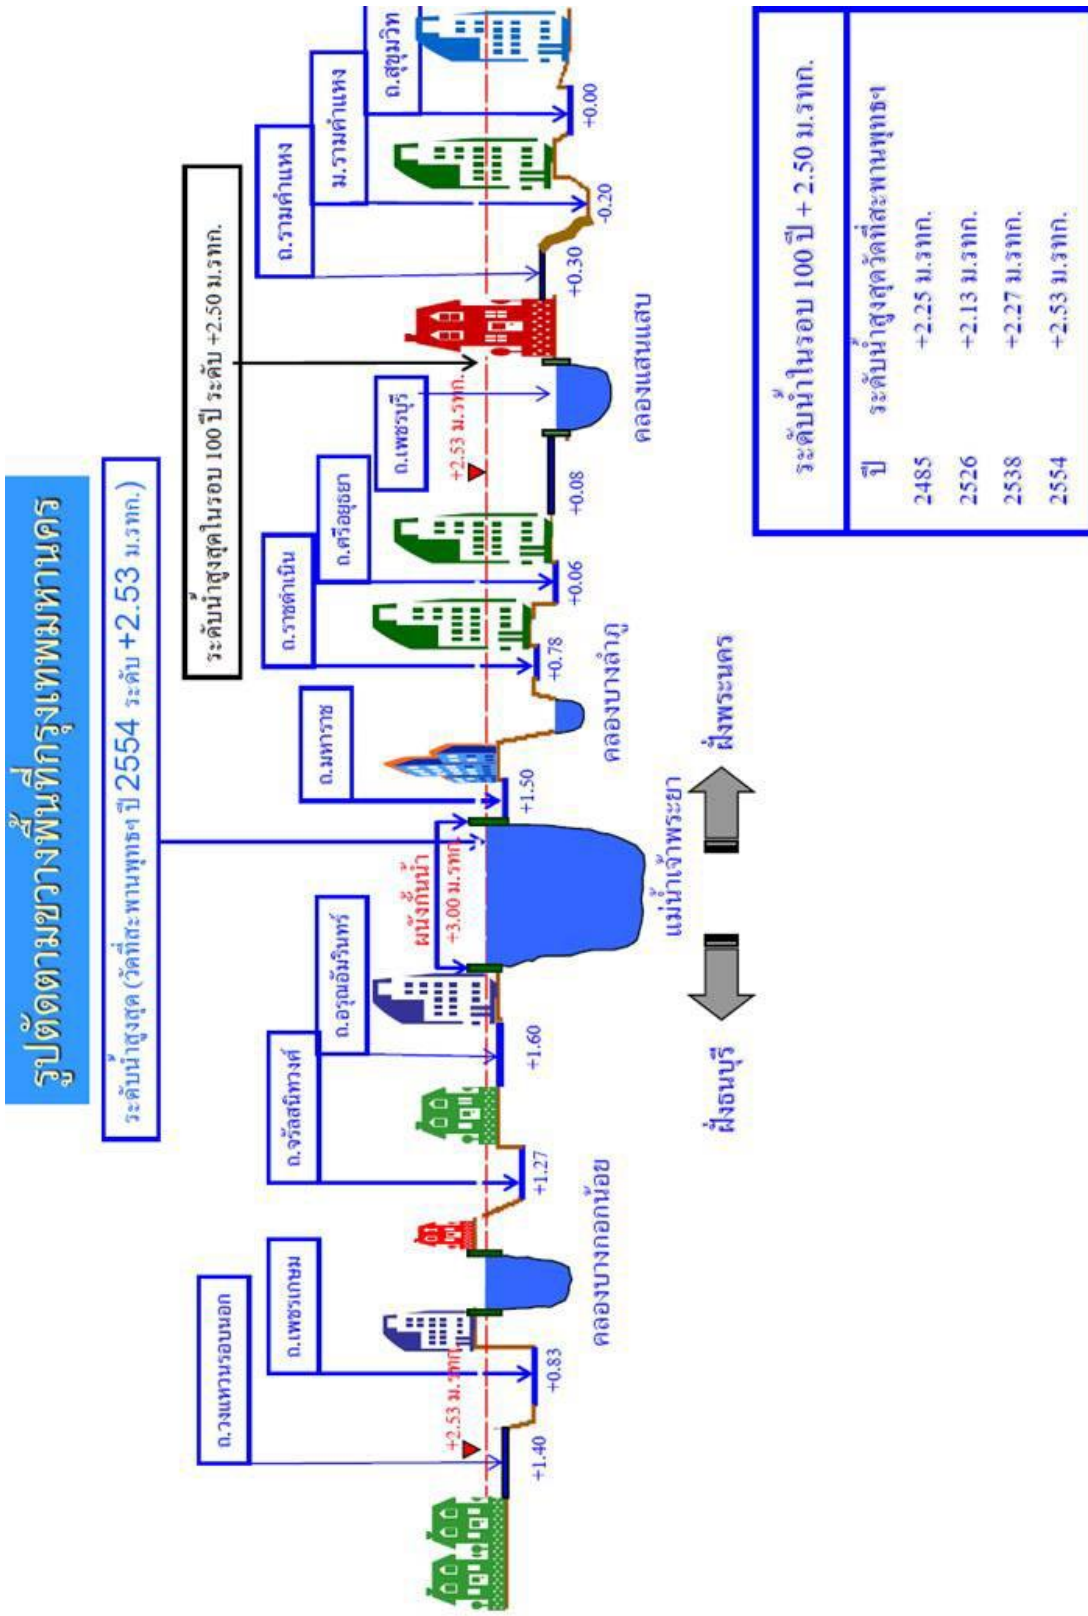 รูปตัดตามขวางพื้นที่กรุงเทพมหานคร
ระดับน้ำสูงสุด (วัดที่สะพานพุทธฯ ปี 2554 ระดับ +2.53 ม.รทก.)
ระดับน้ำสูงสุดในรอบ 100 ปี ระดับ +2.50 ม.รทก.
ถ.วงแหวนรอบนอก
ถ.เพชรเกษม
ถ.จรัลสนิทวงศ์
ถ.อรุณอัมรินทร์
ถ.มหาราช
ถ.ราชดำเนิน
ถ.ศรีอยุธยา
ถ.เพชรบุรี
ถ.รามคำแหง
ม.รามคำแหง
ถ.สุขุมวิท
ผนังกั้นน้ำ
+3.00 ม.รทก.
+2.53 ม.รทก.
+2.53 ม.รทก.
+1.40
+0.83
+1.27
+1.60
+1.50
+0.78
+0.06
+0.08
+0.30
-0.20
+0.00
คลองบางกอกน้อย
แม่น้ำเจ้าพระยา
คลองบางลำภู
คลองแสนแสบ
ฝั่งธนบุรี
ฝั่งพระนคร
ระดับน้ำในรอบ 100 ปี + 2.50 ม.รทก.
ปี ระดับน้ำสูงสุดวัดที่สะพานพุทธฯ
2485 +2.25 ม.รทก.
2526 +2.13 ม.รทก.
2538 +2.27 ม.รทก.
2554 +2.53 ม.รทก.